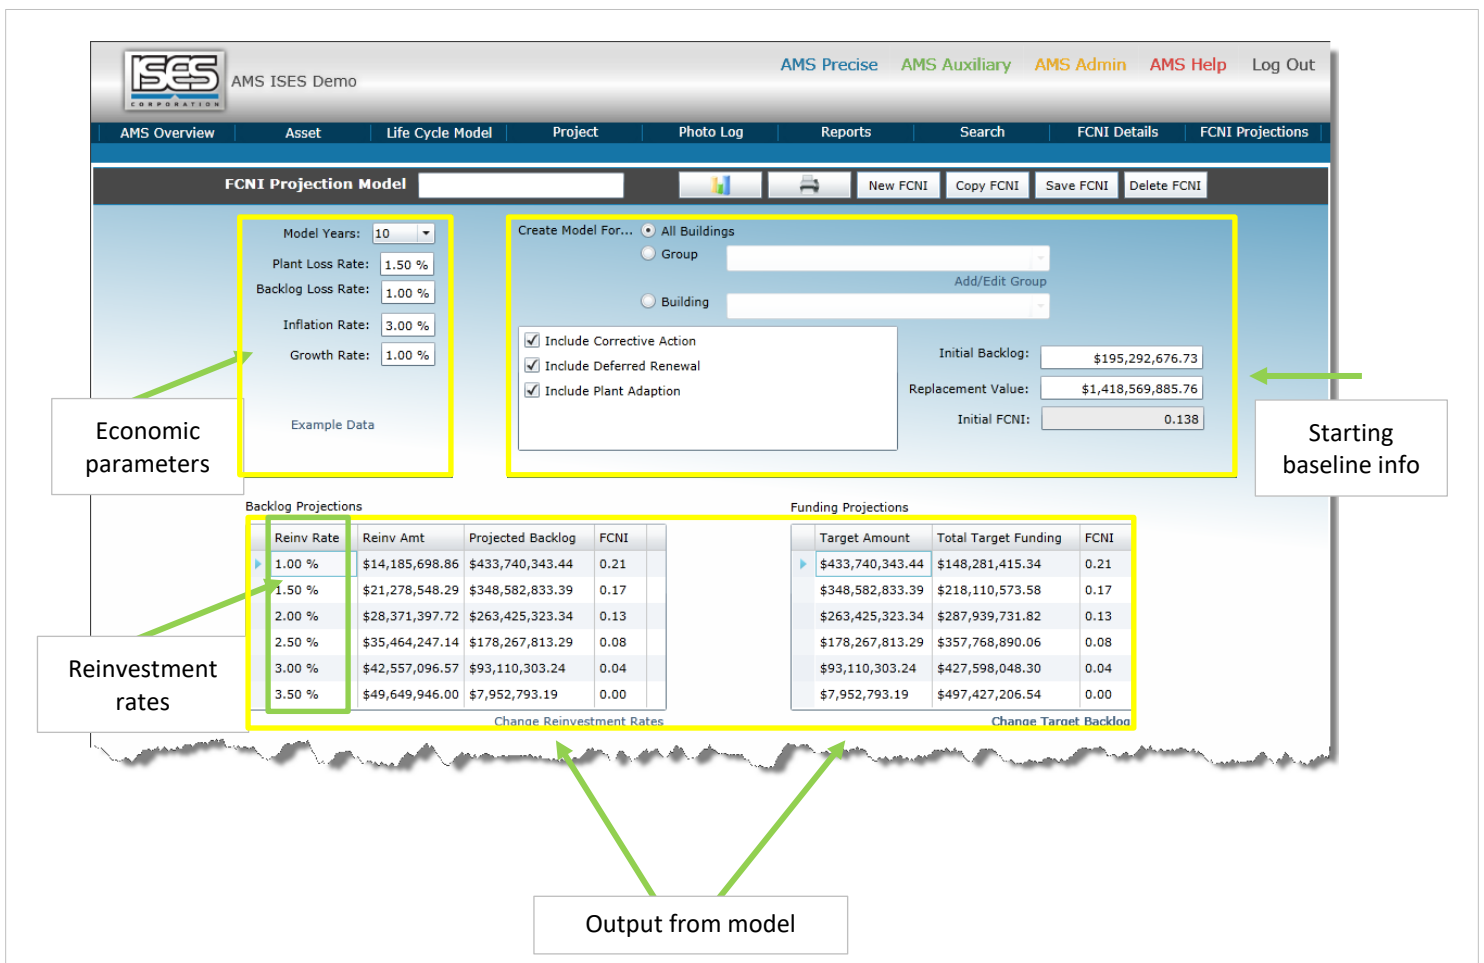 ISES
CORPORATION
AMS ISES Demo
AMS Precise AMS Auxiliary AMS Admin AMS Help Log Out
AMS Overview Asset Life Cycle Model Project Photo Log Reports Search FCNI Details FCNI Projections
FCNI Projection Model New FCNI Copy FCNI Save FCNI Delete FCNI
Model Years: 10
Plant Loss Rate: 1.50 %
Backlog Loss Rate: 1.00 %
Inflation Rate: 3.00 %
Growth Rate: 1.00 %
Example Data
Create Model For... All Buildings
Group
Add/Edit Group
Building
Include Corrective Action
Include Deferred Renewal
Include Plant Adaption
Initial Backlog: $195,292,676.73
Replacement Value: $1,418,569,885.76
Initial FCNI: 0.138
Economic
parameters
Starting
baseline info
Backlog Projections
Reinv Rate Reinv Amt Projected Backlog FCNI
1.00 % $14,185,698.86 $433,740,343.44 0.21
1.50 % $21,278,548.29 $348,582,833.39 0.17
2.00 % $28,371,397.72 $263,425,323.34 0.13
2.50 % $35,464,247.14 $178,267,813.29 0.08
3.00 % $42,557,096.57 $93,110,303.24 0.04
3.50 % $49,649,946.00 $7,952,793.19 0.00
Change Reinvestment Rates
Funding Projections
Target Amount Total Target Funding FCNI
$433,740,343.44 $148,281,415.34 0.21
$348,582,833.39 $218,110,573.58 0.17
$263,425,323.34 $287,939,731.82 0.13
$178,267,813.29 $357,768,890.06 0.08
$93,110,303.24 $427,598,048.30 0.04
$7,952,793.19 $497,427,206.54 0.00
Change Target Backlog
Reinvestment
rates
Output from model